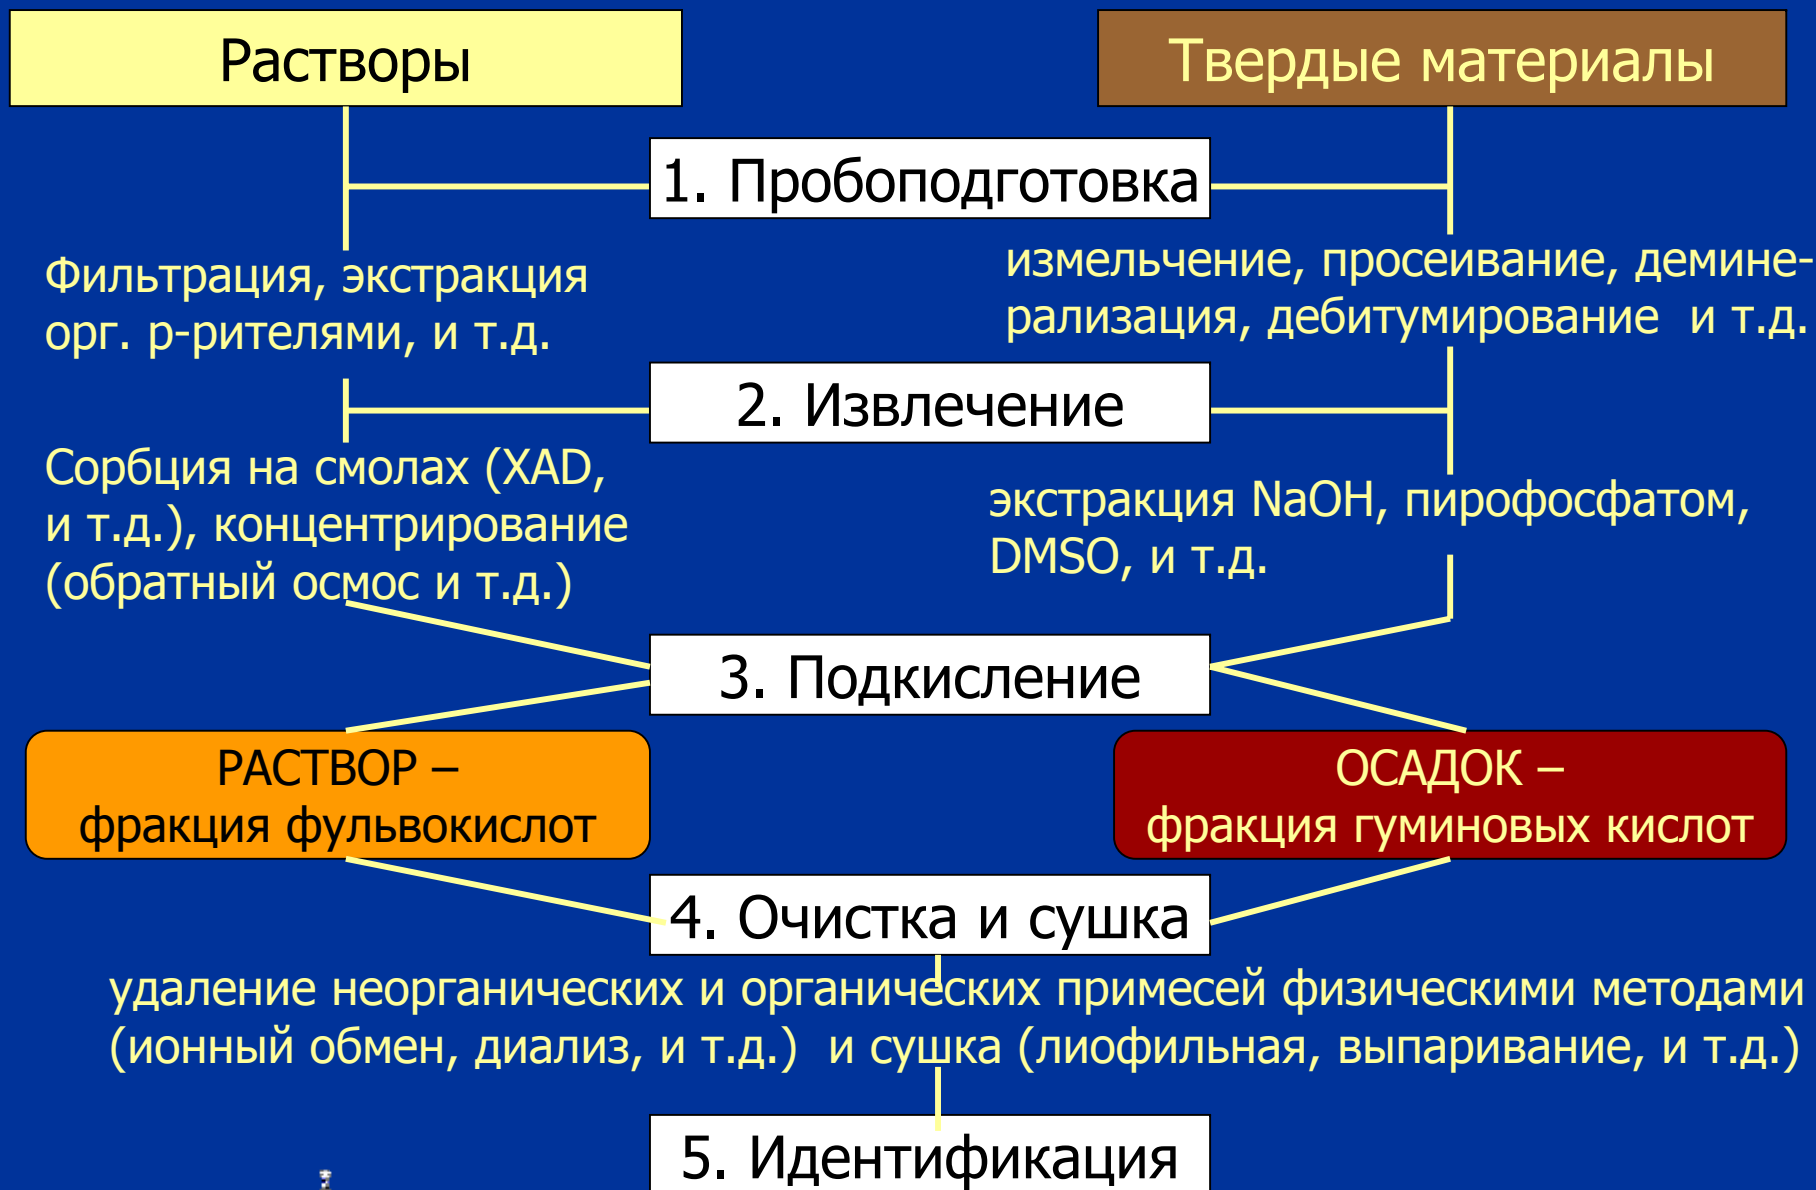 Растворы
Твердые материалы
1. Пробоподготовка
Фильтрация, экстракция
орг. р-рителями, и т.д.
измельчение, просеивание, демине-
рализация, дебитумирование и т.д.
2. Извлечение
Сорбция на смолах (XAD,
и т.д.), концентрирование
(обратный осмос и т.д.)
экстракция NaOH, пирофосфатом,
DMSO, и т.д.
3. Подкисление
РАСТВОР –
фракция фульвокислот
ОСАДОК –
фракция гуминовых кислот
4. Очистка и сушка
удаление неорганических и органических примесей физическими методами
(ионный обмен, диализ, и т.д.) и сушка (лиофильная, выпаривание, и т.д.)
5. Идентификация